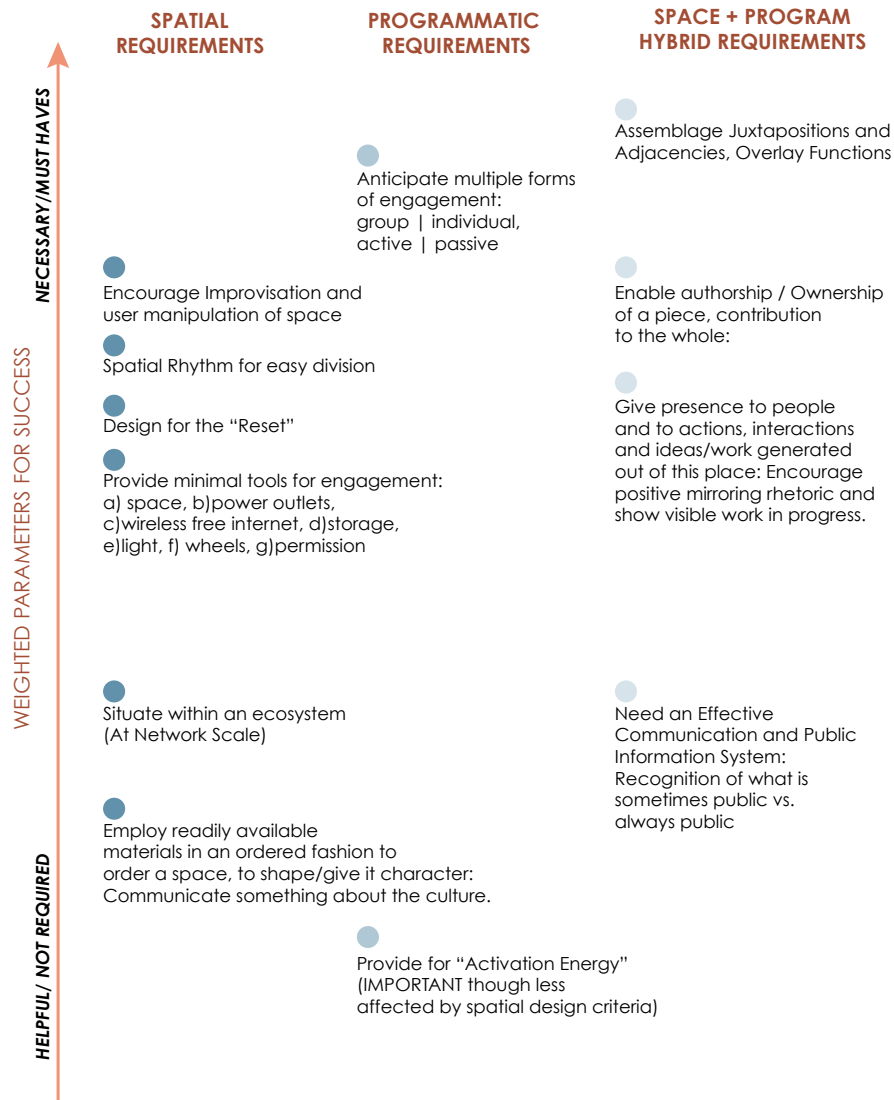 SPATIAL
REQUIREMENTS
PROGRAMMATIC
REQUIREMENTS
SPACE + PROGRAM
HYBRID REQUIREMENTS
WEIGHTED PARAMETERS FOR SUCCESS
NECESSARY/MUST HAVES
HELPFUL/ NOT REQUIRED
Encourage Improvisation and
user manipulation of space
Spatial Rhythm for easy division
Design for the “Reset”
Provide minimal tools for engagement:
a) space, b)power outlets,
c)wireless free internet, d)storage,
e)light, f) wheels, g)permission
Situate within an ecosystem
(At Network Scale)
Employ readily available
materials in an ordered fashion to
order a space, to shape/give it character:
Communicate something about the culture.
Anticipate multiple forms
of engagement:
group | individual,
active | passive
Provide for “Activation Energy”
(IMPORTANT though less
affected by spatial design criteria)
Assemblage Juxtapositions and
Adjacencies, Overlay Functions
Enable authorship / Ownership
of a piece, contribution
to the whole:
Give presence to people
and to actions, interactions
and ideas/work generated
out of this place: Encourage
positive mirroring rhetoric and
show visible work in progress.
Need an Effective
Communication and Public
Information System:
Recognition of what is
sometimes public vs.
always public